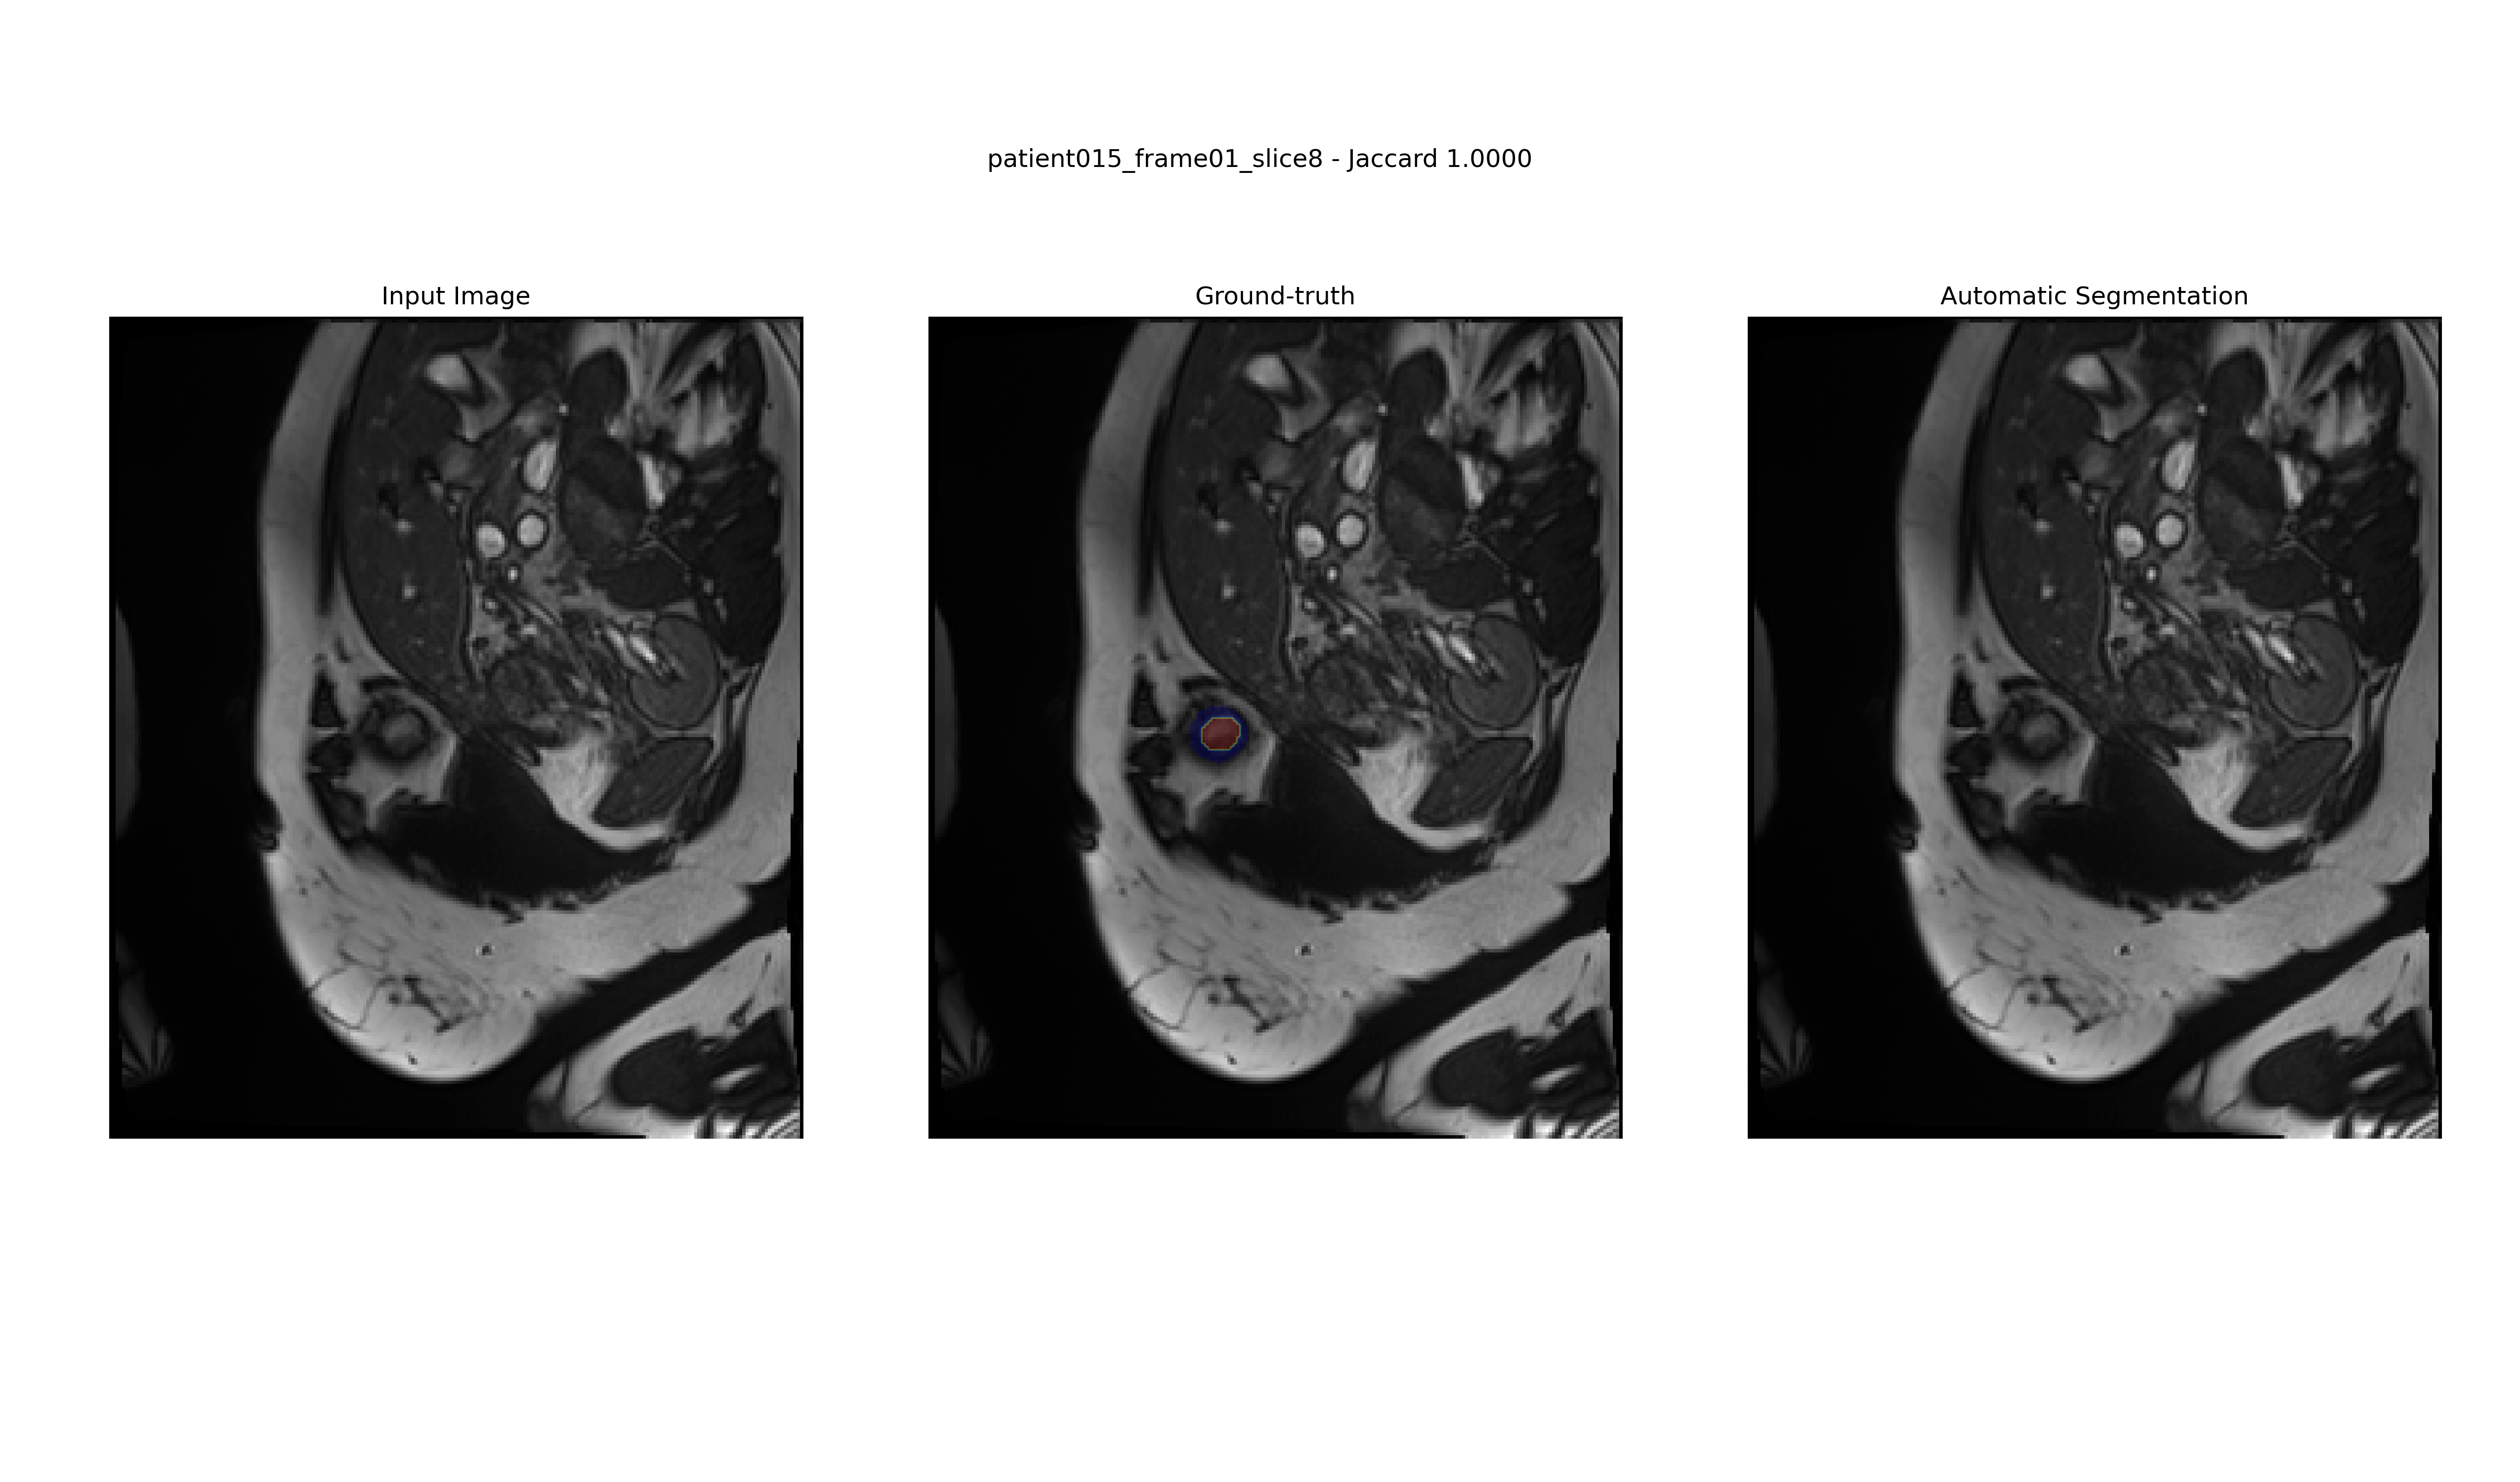 patient015_frame01_slice8 - Jaccard 1.0000
Input Image
Ground-truth
Automatic Segmentation